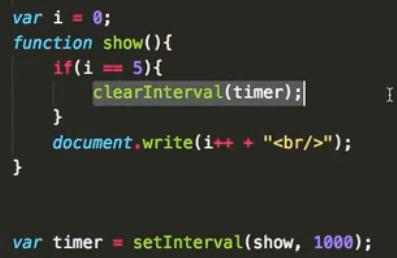 var i = 0;
function show(){
if(i == 5){
clearInterval(timer);
}
document.write(i++ + "<br/>");
}
var timer = setInterval(show, 1000);